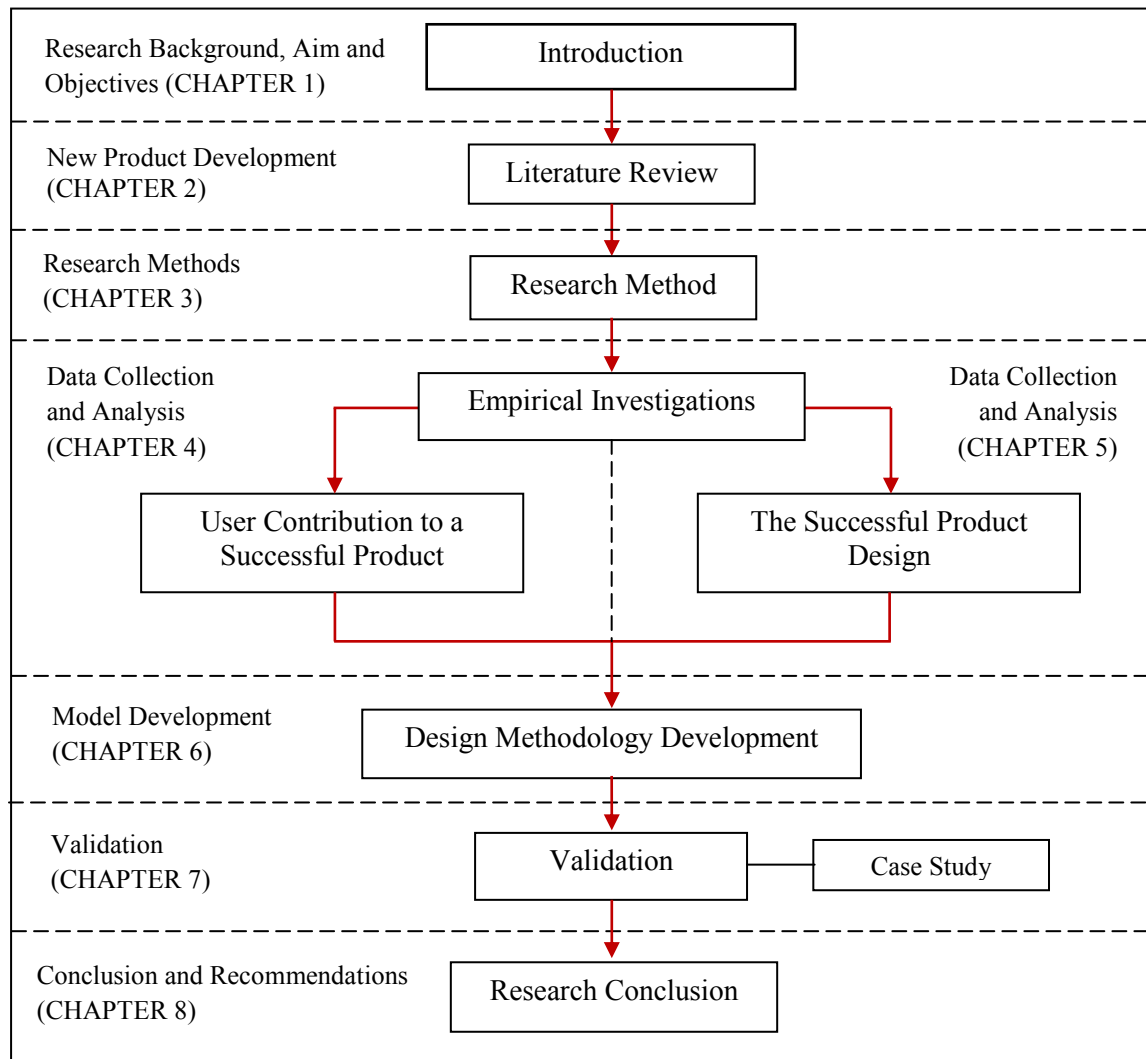 Research Background, Aim and
Objectives (CHAPTER 1)
Introduction
New Product Development
(CHAPTER 2)
Literature Review
Research Methods
(CHAPTER 3)
Research Method
Data Collection
and Analysis
(CHAPTER 4)
Empirical Investigations
Data Collection
and Analysis
(CHAPTER 5)
User Contribution to a
Successful Product
The Successful Product
Design
Model Development
(CHAPTER 6)
Design Methodology Development
Validation
(CHAPTER 7)
Validation
Case Study
Conclusion and Recommendations
(CHAPTER 8)
Research Conclusion